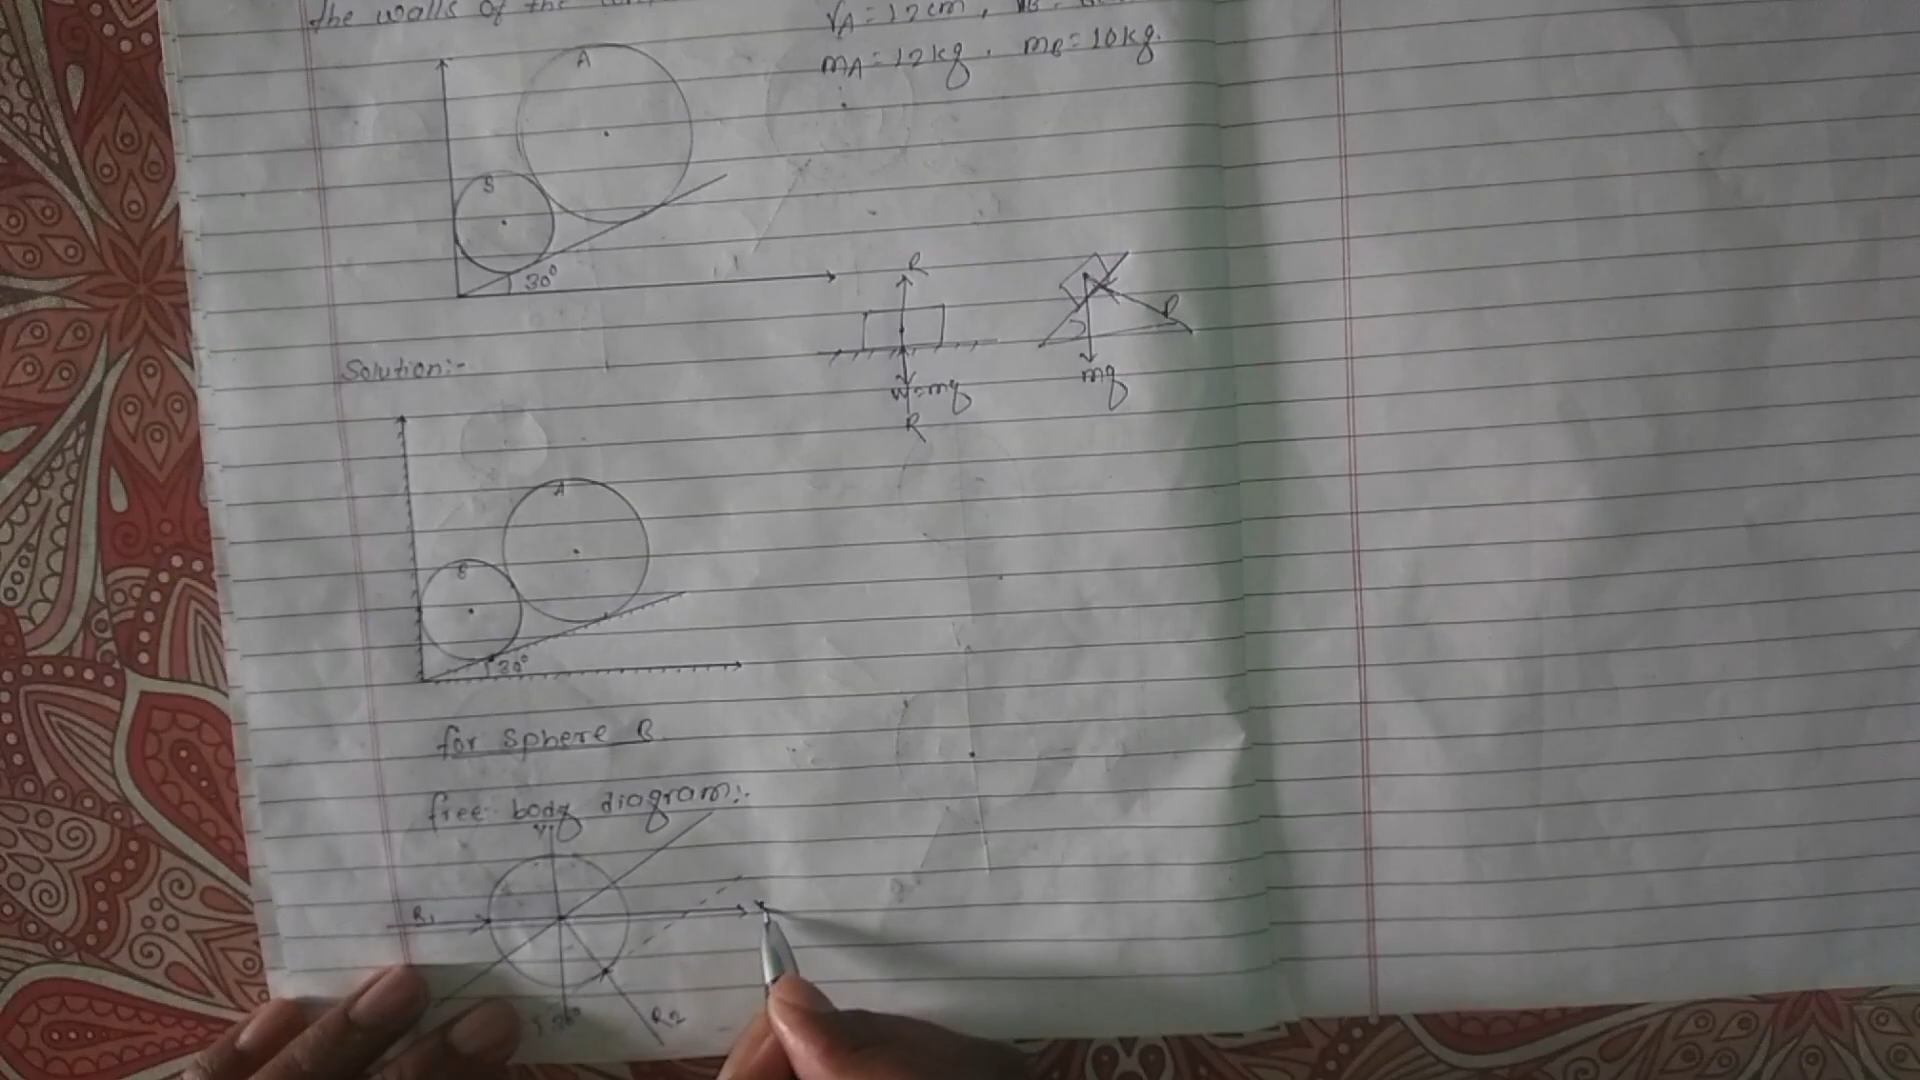 the walls of the
rA = 12cm,
mA = 12kg. mB = 10kg.
A
B
30°
R
R
mg
W=mg
R
Solution:-
A
B
30°
for sphere B
free body diagram:-
Y
R1
X
R2